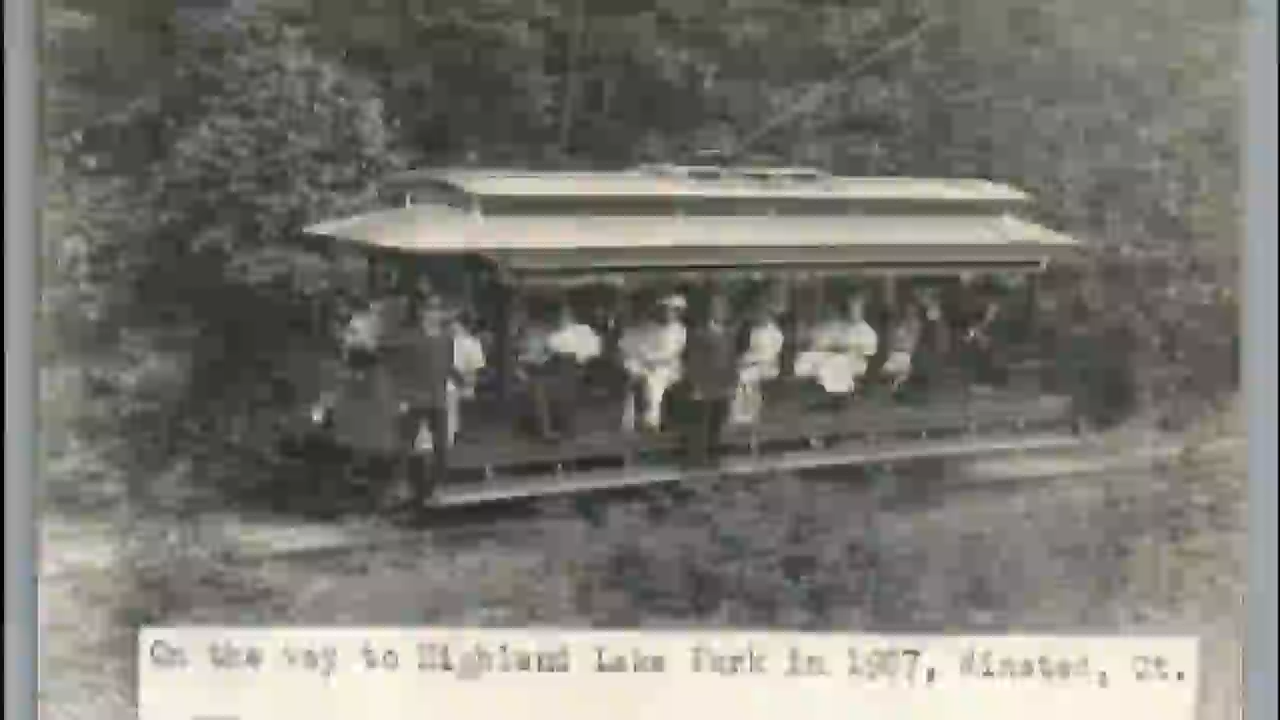 On the way to Highland Lake Park in 1907, Winsted, Ct.